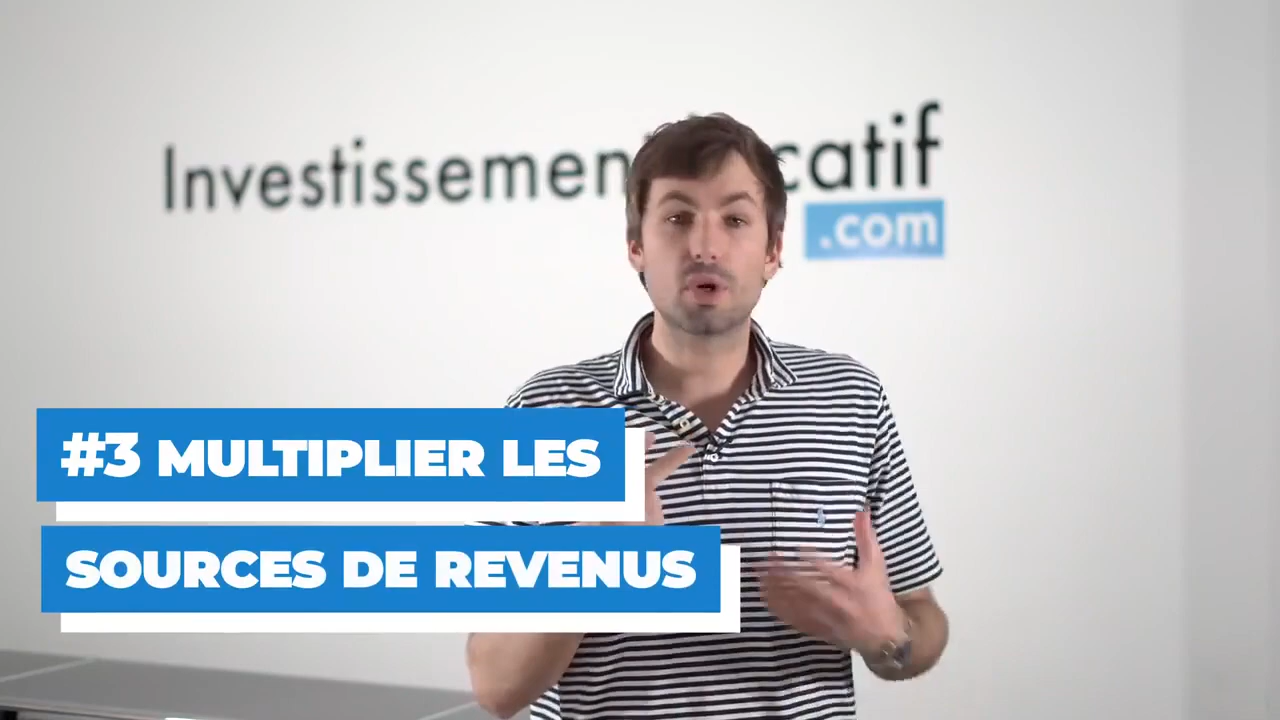 Investissemen catif
.com
#3 MULTIPLIER LES
SOURCES DE REVENUS